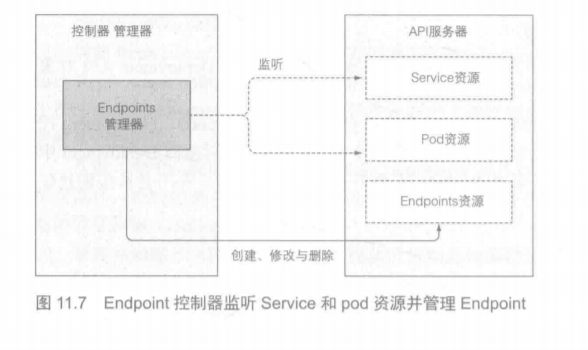 控制器 管理器
API服务器
监听
Service资源
Endpoints
管理器
Pod资源
Endpoints资源
创建、修改与删除
图 11.7 Endpoint 控制器监听 Service 和 pod 资源并管理 Endpoint